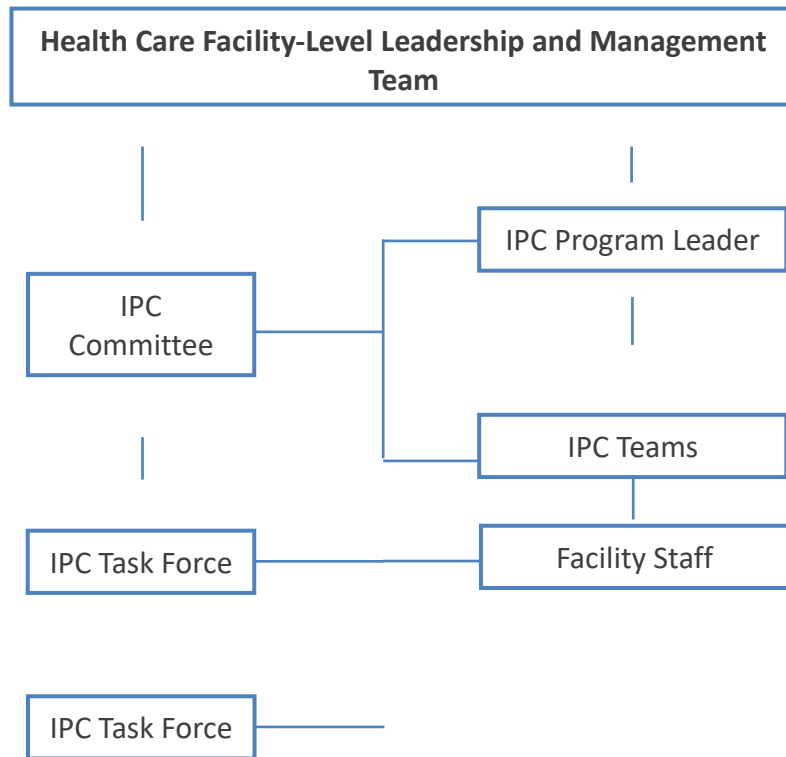 Health Care Facility-Level Leadership and Management
Team
IPC Program Leader
IPC
Committee
IPC Teams
IPC Task Force
Facility Staff
IPC Task Force